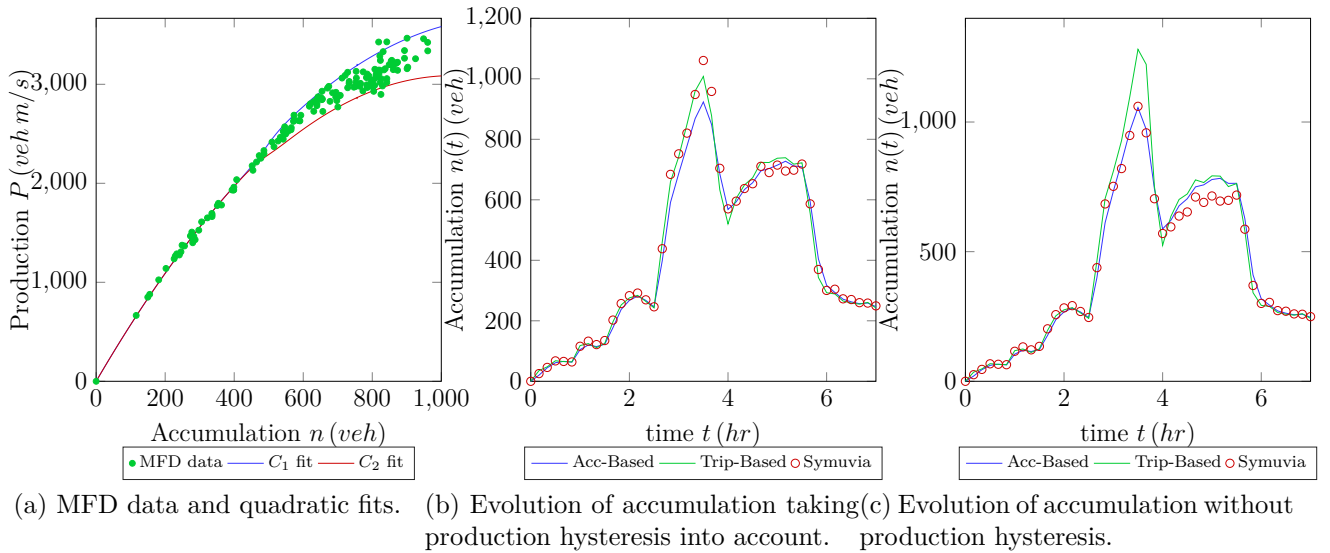 Production P (veh m/s)
3,000
2,000
1,000
0
0 200 400 600 800 1,000
Accumulation n (veh)
MFD data C1 fit C2 fit
(a) MFD data and quadratic fits.
Accumulation n(t) (veh)
1,200
1,000
800
600
400
200
0
0 2 4 6
time t (hr)
Acc-Based Trip-Based Symuvia
(b) Evolution of accumulation taking
production hysteresis into account.
Accumulation n(t) (veh)
1,000
500
0
0 2 4 6
time t (hr)
Acc-Based Trip-Based Symuvia
(c) Evolution of accumulation without
production hysteresis.